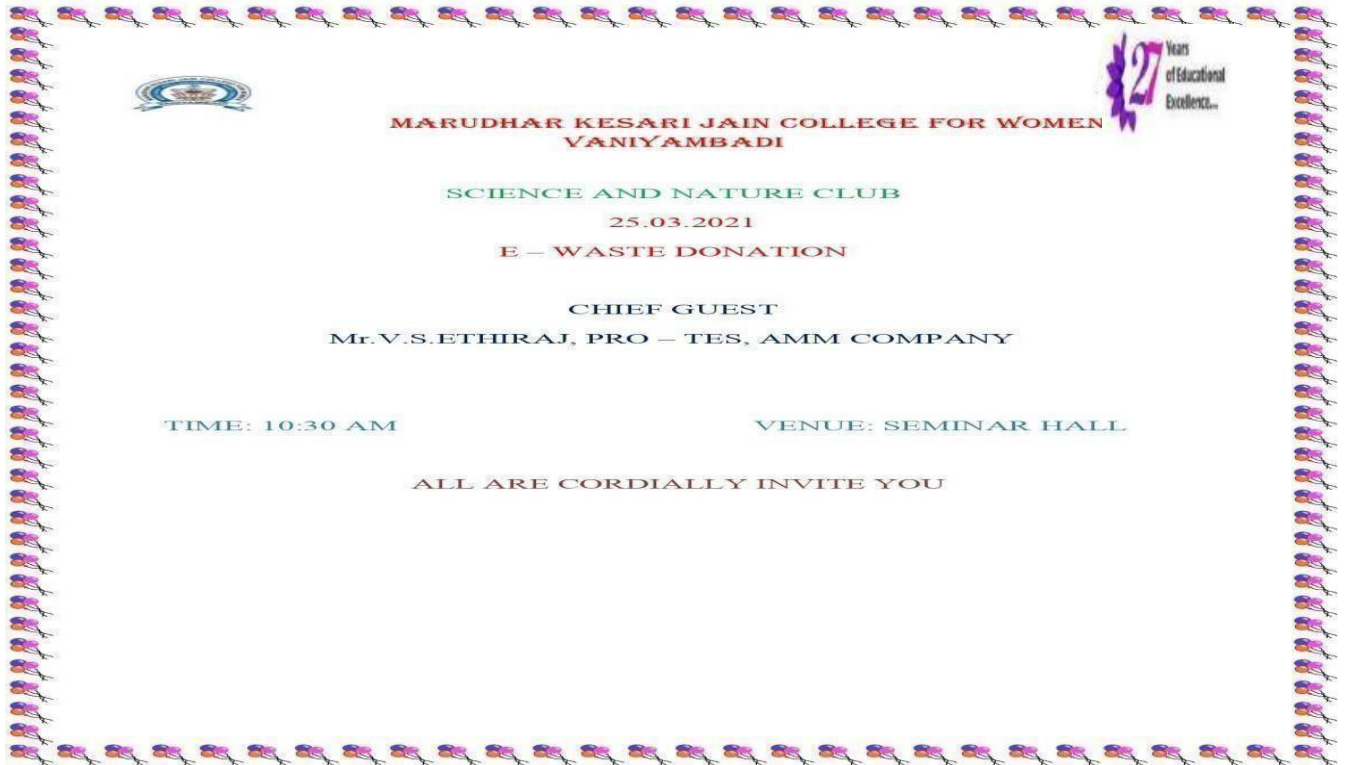 27 Years
of Educational
Excellence...
MARUDHAR KESARI JAIN COLLEGE FOR WOMEN
VANIYAMBADI
SCIENCE AND NATURE CLUB
25.03.2021
E – WASTE DONATION
CHIEF GUEST
Mr.V.S.ETHIRAJ, PRO – TES, AMM COMPANY
TIME: 10:30 AM VENUE: SEMINAR HALL
ALL ARE CORDIALLY INVITE YOU